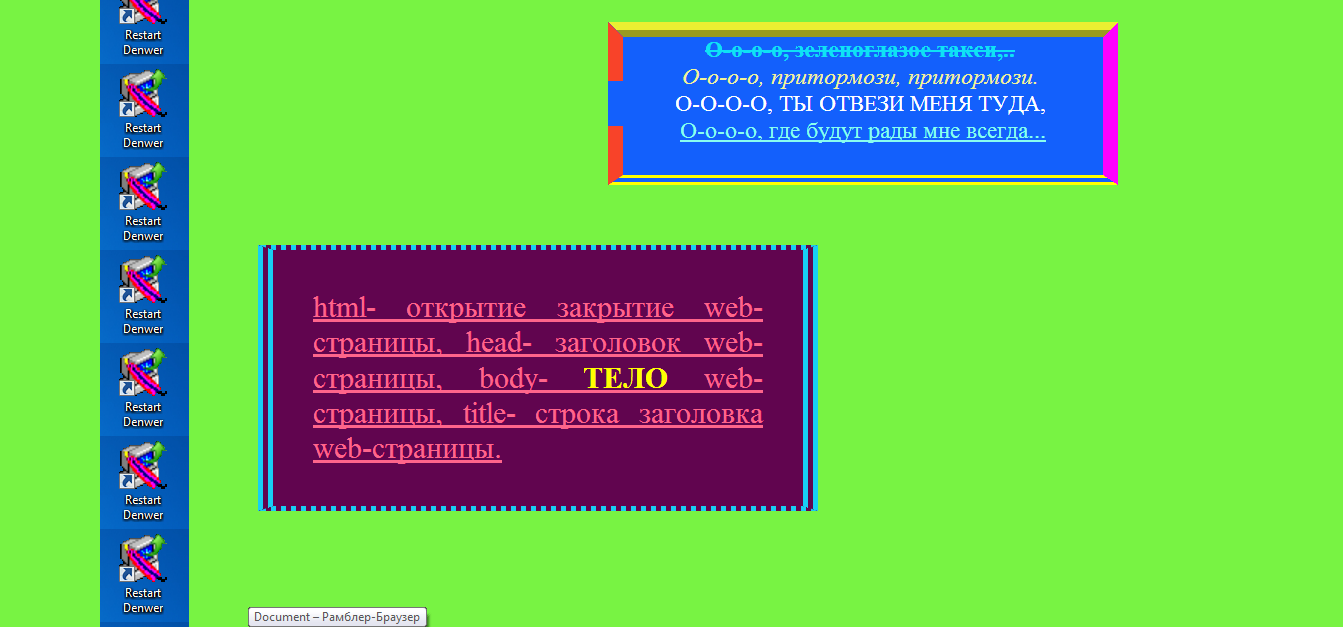 Restart
Denwer
Restart
Denwer
Restart
Denwer
Restart
Denwer
Restart
Denwer
Restart
Denwer
Restart
Denwer
О-о-о-о, зеленоглазое такси,..
О-о-о-о, притормози, притормози.
О-О-О-О, ТЫ ОТВЕЗИ МЕНЯ ТУДА,
О-о-о-о, где будут рады мне всегда...
html- открытие закрытие web-
страницы, head- заголовок web-
страницы, body- ТЕЛО web-
страницы, title- строка заголовка
web-страницы.
Document – Рамблер-Браузер